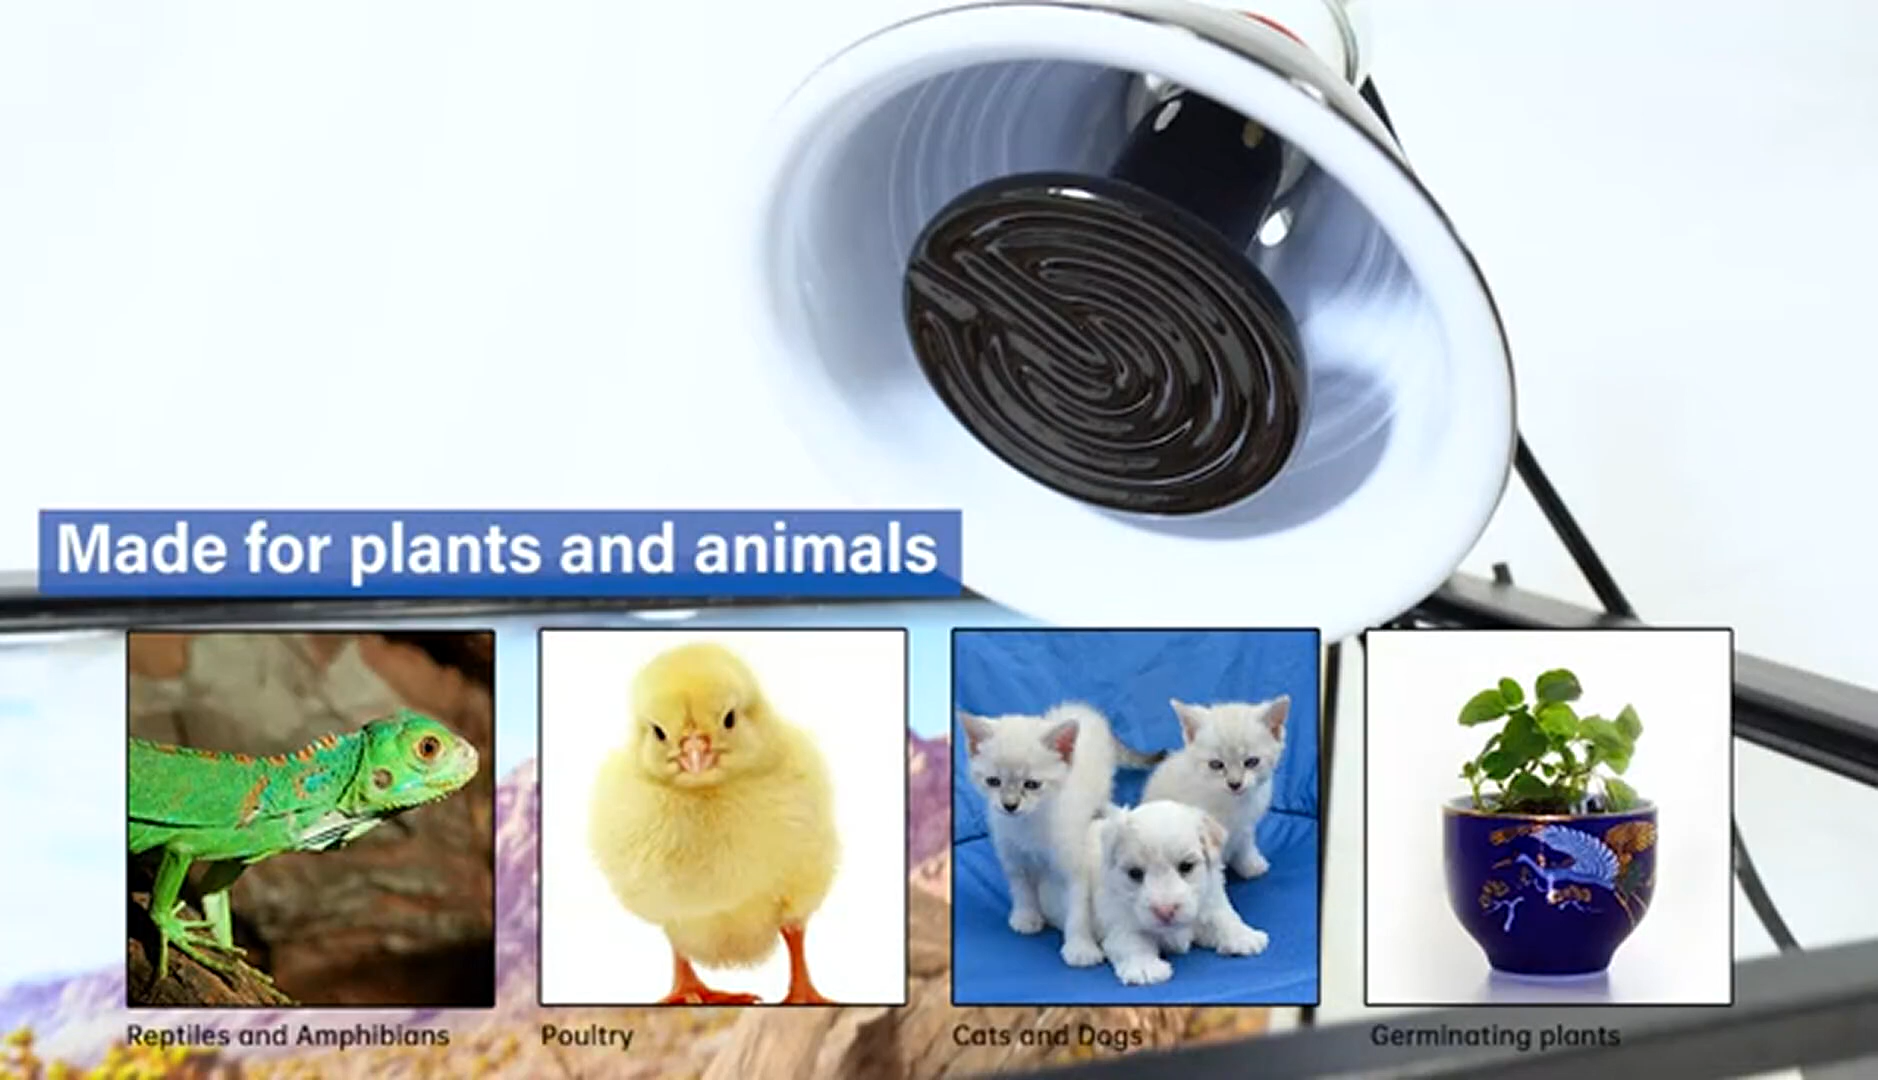 Made for plants and animals
Reptiles and Amphibians
Poultry
Cats and Dogs
Germinating plants